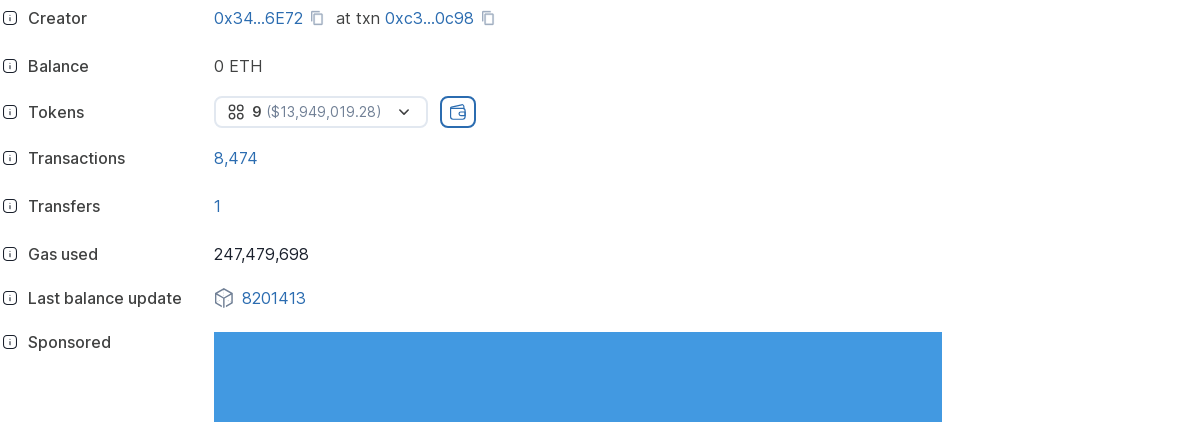 Creator 0x34...6E72 at txn 0xc3...0c98
Balance 0 ETH
Tokens 9 ($13,949,019.28)
Transactions 8,474
Transfers 1
Gas used 247,479,698
Last balance update 8201413
Sponsored